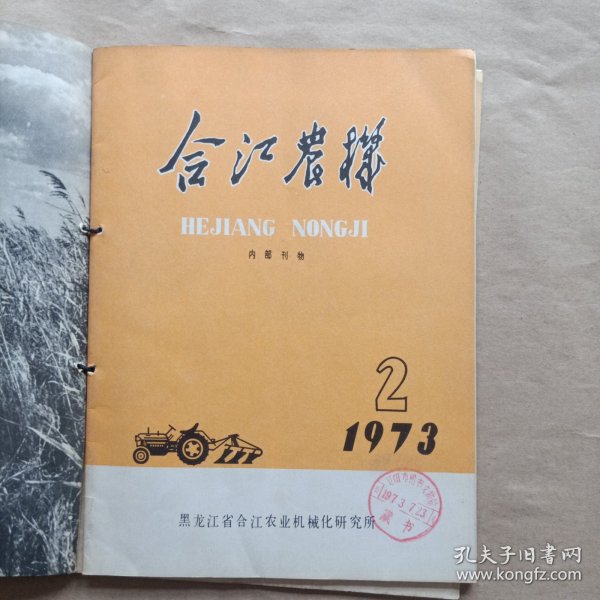 合江農機
HEJIANG NONGJI
内部刊物
2
1973
黑龙江省合江农业机械化研究所
1973.7.23
藏书
孔夫子旧书网
www.kongfz.com